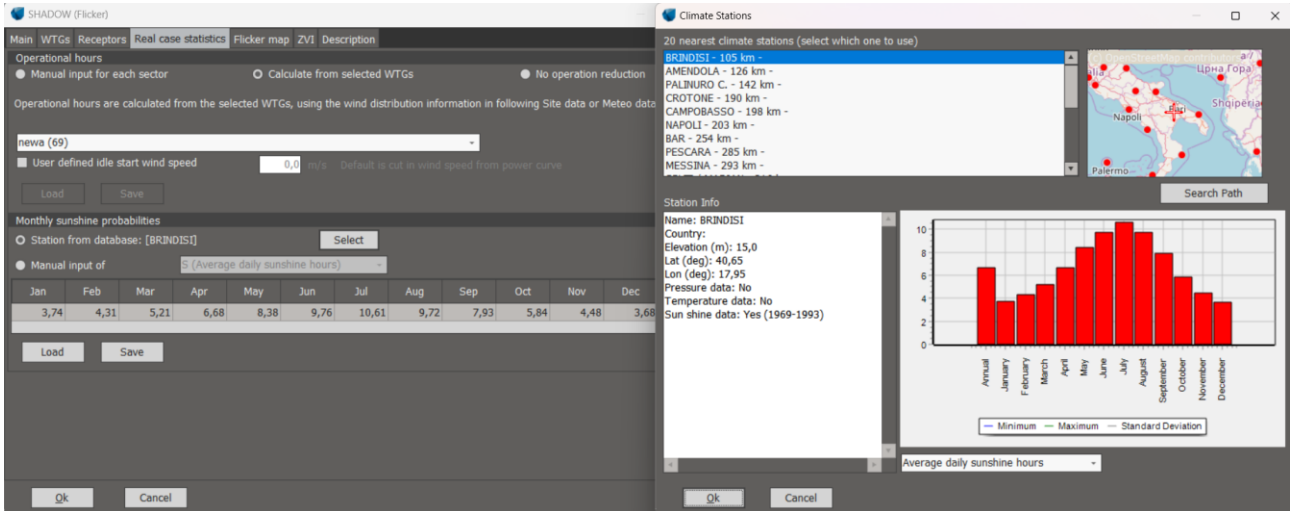 SHADOW (Flicker)
Main WTGs Receptors Real case statistics Flicker map ZVI Description
Operational hours
Manual input for each sector Calculate from selected WTGs No operation reduction
Operational hours are calculated from the selected WTGs, using the wind distribution information in following Site data or Meteo data
newa (69)
User defined idle start wind speed 0,0 m/s Default is cut in wind speed from power curve
Load Save
Monthly sunshine probabilities
Station from database: [BRINDISI] Select
Manual input of S (Average daily sunshine hours)
Jan Feb Mar Apr May Jun Jul Aug Sep Oct Nov Dec
3,74 4,31 5,21 6,68 8,38 9,76 10,61 9,72 7,93 5,84 4,48 3,68
Load Save
Ok Cancel
Climate Stations
20 nearest climate stations (select which one to use)
BRINDISI - 105 km -
AMENDOLA - 126 km -
PALINURO C. - 142 km -
CROTONE - 190 km -
CAMPOBASSO - 198 km -
NAPOLI - 203 km -
BAR - 254 km -
PESCARA - 285 km -
MESSINA - 293 km -
Црна Гора
Shqipëria
Napoli
Bari
Palermo
Search Path
Station Info
Name: BRINDISI
Country:
Elevation (m): 15,0
Lat (deg): 40,65
Lon (deg): 17,95
Pressure data: No
Temperature data: No
Sun shine data: Yes (1969-1993)
10
8
6
4
2
0
Annual January February March April May June July August September October November December
Minimum Maximum Standard Deviation
Average daily sunshine hours
Ok Cancel